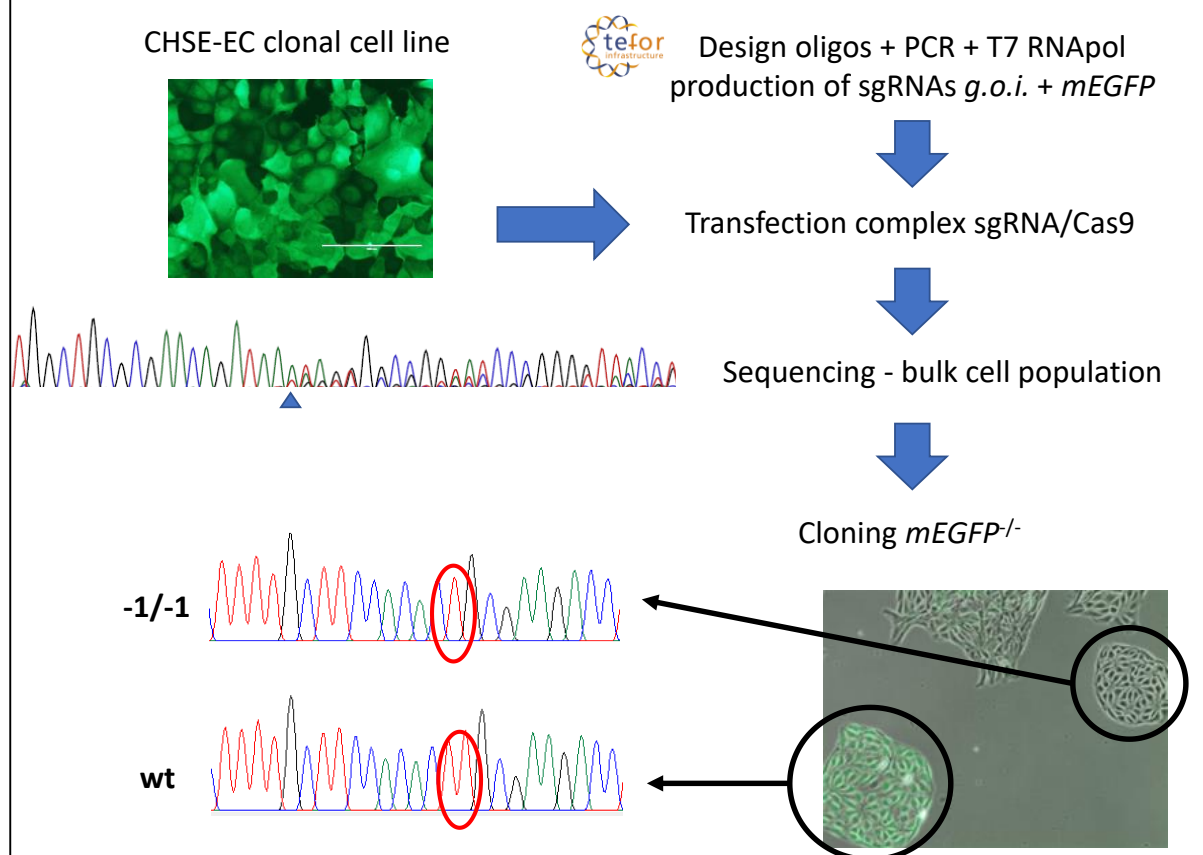 CHSE-EC clonal cell line
tefor
infrastructure
Design oligos + PCR + T7 RNApol
production of sgRNAs g.o.i. + mEGFP
Transfection complex sgRNA/Cas9
Sequencing - bulk cell population
Cloning mEGFP-/-
-1/-1
wt